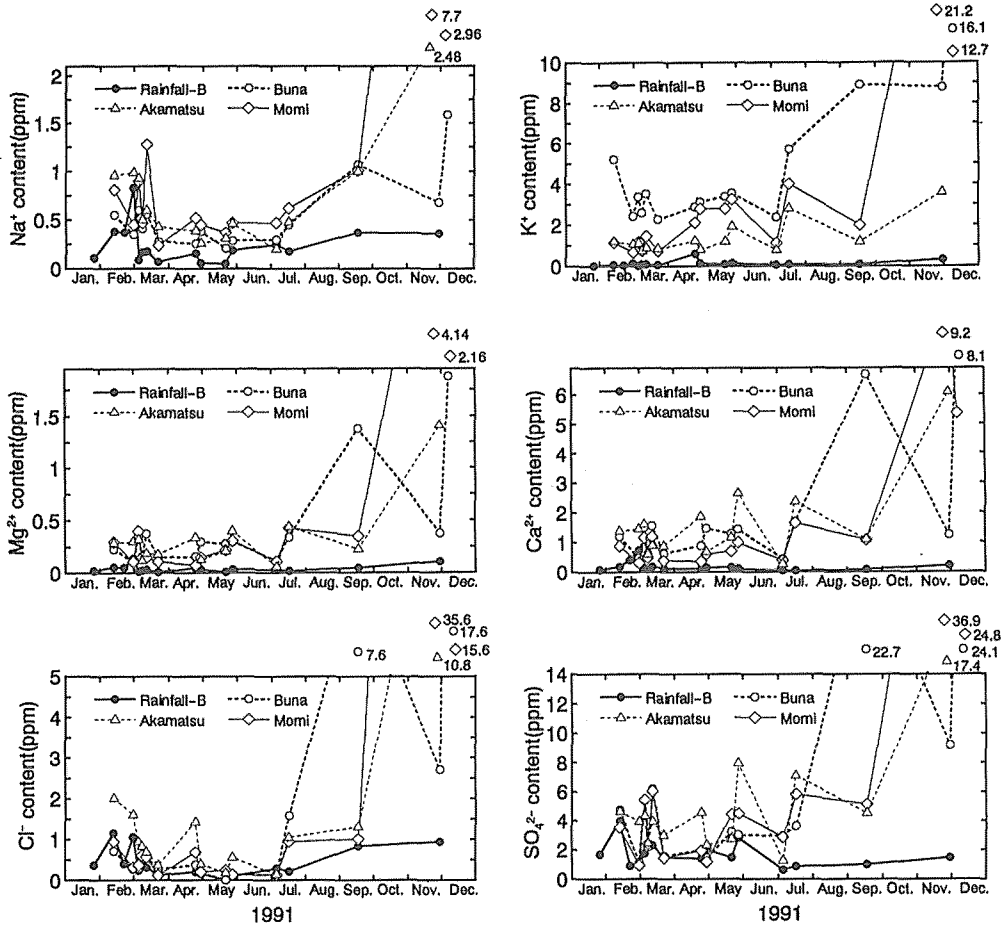 7.7
2.96
2.48
Na⁺ content(ppm)
2
1.5
1
0.5
0
Rainfall-B
Buna
Akamatsu
Momi
Jan. Feb. Mar. Apr. May Jun. Jul. Aug. Sep. Oct. Nov. Dec.
21.2
16.1
12.7
K⁺ content(ppm)
10
8
6
4
2
0
Rainfall-B
Buna
Akamatsu
Momi
Jan. Feb. Mar. Apr. May Jun. Jul. Aug. Sep. Oct. Nov. Dec.
4.14
2.16
Mg²⁺ content(ppm)
1.5
1
0.5
0
Rainfall-B
Buna
Akamatsu
Momi
Jan. Feb. Mar. Apr. May Jun. Jul. Aug. Sep. Oct. Nov. Dec.
9.2
8.1
Ca²⁺ content(ppm)
6
5
4
3
2
1
0
Rainfall-B
Buna
Akamatsu
Momi
Jan. Feb. Mar. Apr. May Jun. Jul. Aug. Sep. Oct. Nov. Dec.
35.6
17.6
15.6
10.8
7.6
Cl⁻ content(ppm)
5
4
3
2
1
0
Rainfall-B
Buna
Akamatsu
Momi
Jan. Feb. Mar. Apr. May Jun. Jul. Aug. Sep. Oct. Nov. Dec.
1991
36.9
24.8
24.1
17.4
22.7
SO₄²⁻ content(ppm)
14
12
10
8
6
4
2
0
Rainfall-B
Buna
Akamatsu
Momi
Jan. Feb. Mar. Apr. May Jun. Jul. Aug. Sep. Oct. Nov. Dec.
1991